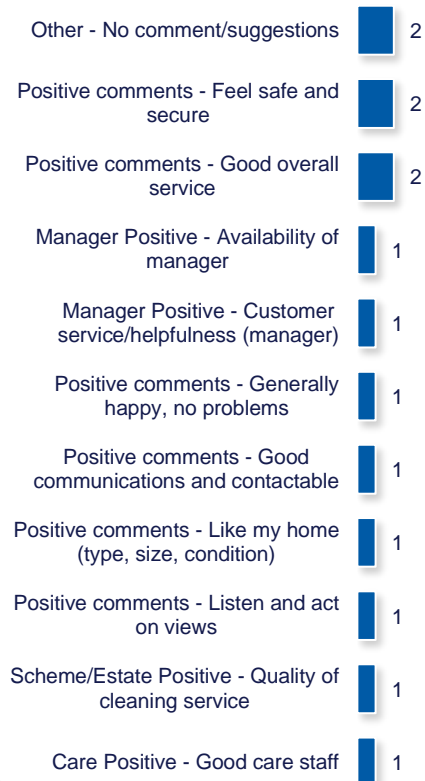 Other - No comment/suggestions 2
Positive comments - Feel safe and
secure 2
Positive comments - Good overall
service 2
Manager Positive - Availability of
manager 1
Manager Positive - Customer
service/helpfulness (manager) 1
Positive comments - Generally
happy, no problems 1
Positive comments - Good
communications and contactable 1
Positive comments - Like my home
(type, size, condition) 1
Positive comments - Listen and act
on views 1
Scheme/Estate Positive - Quality of
cleaning service 1
Care Positive - Good care staff 1